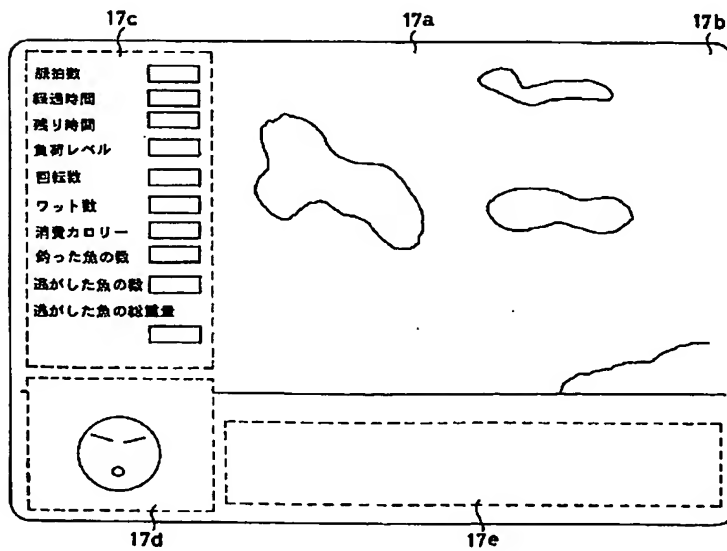 17c 17a 17b
脈拍数
経過時間
残り時間
負荷レベル
回転数
ワット数
消費カロリー
釣った魚の数
逃がした魚の数
逃がした魚の総重量
17d 17e